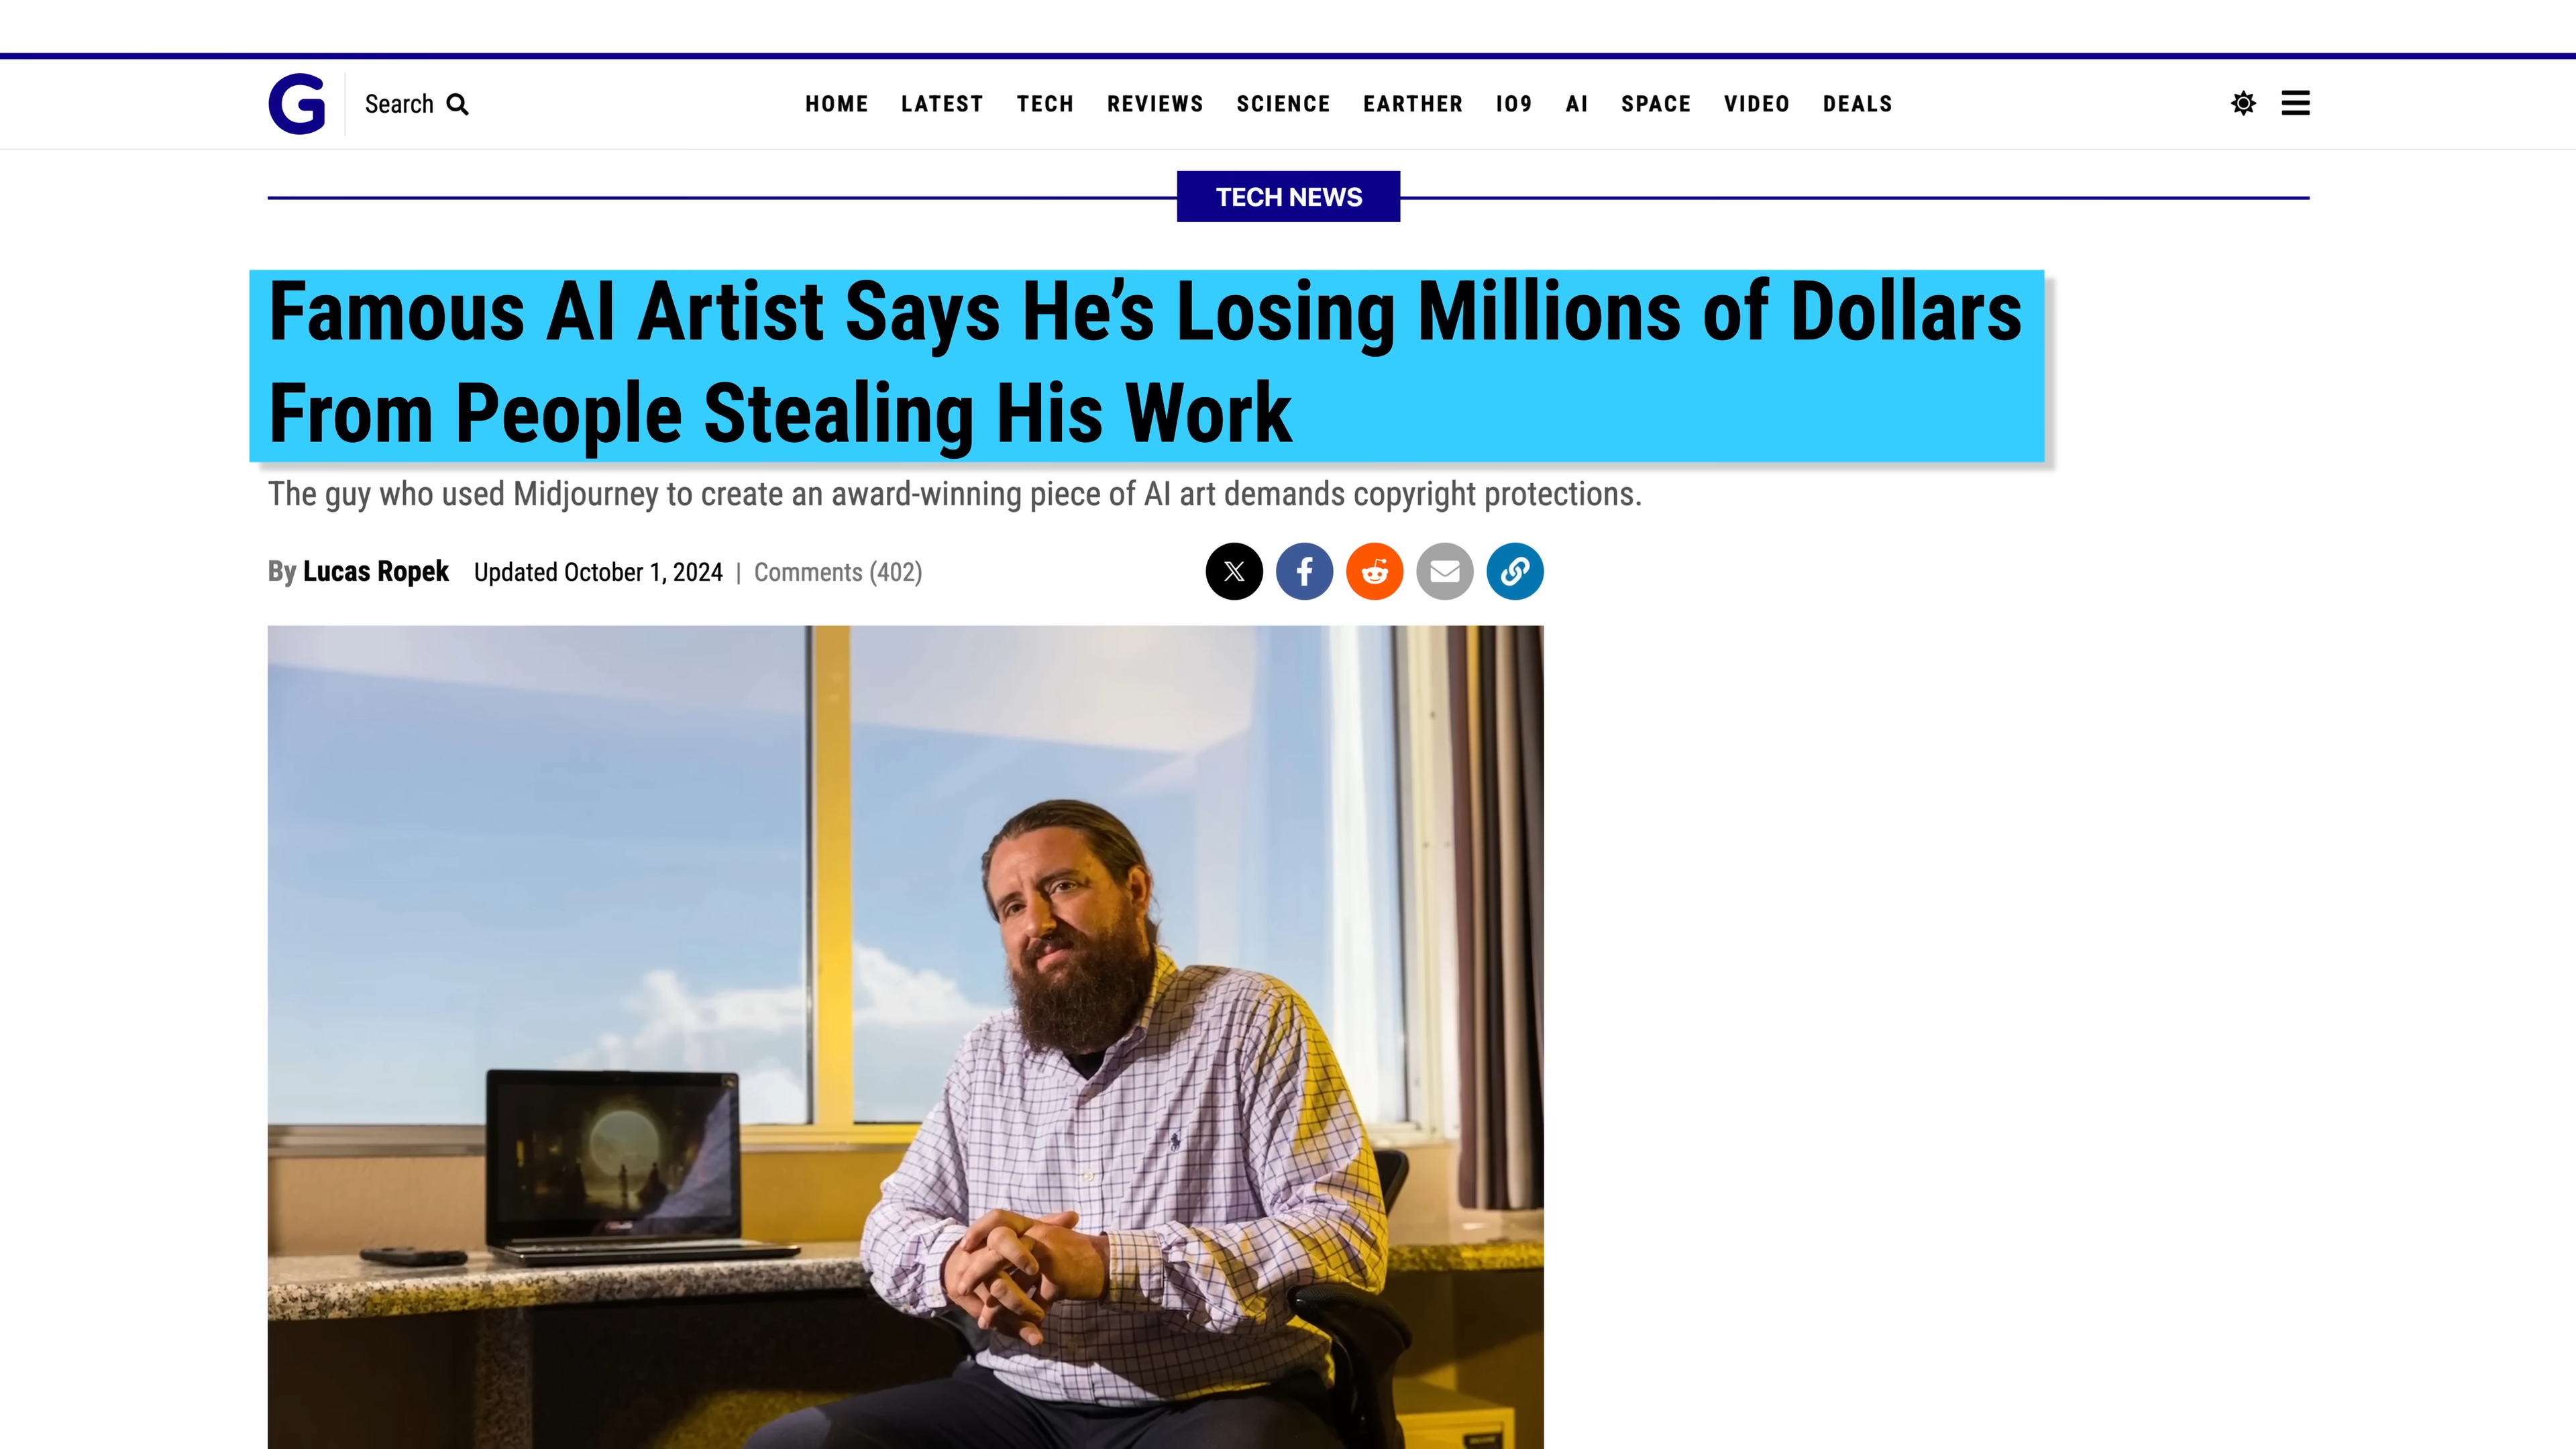 G
Search
HOME LATEST TECH REVIEWS SCIENCE EARTHER IO9 AI SPACE VIDEO DEALS
TECH NEWS
Famous AI Artist Says He’s Losing Millions of Dollars
From People Stealing His Work
The guy who used Midjourney to create an award-winning piece of AI art demands copyright protections.
By Lucas Ropek Updated October 1, 2024 | Comments (402)